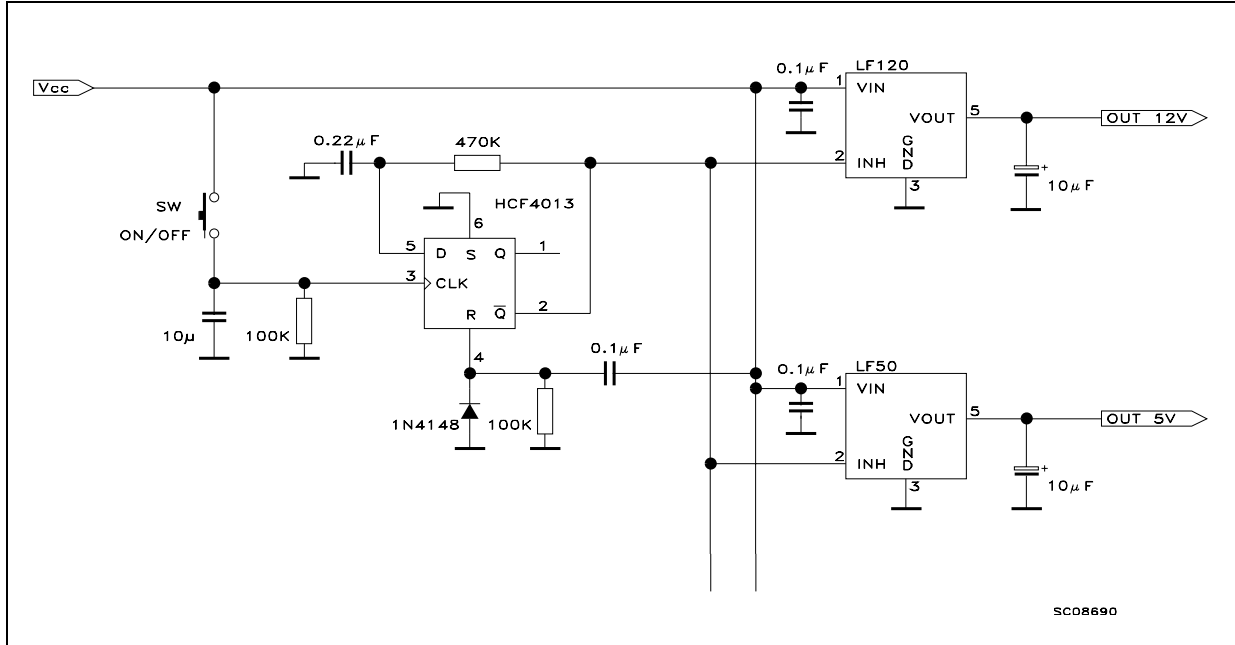 Vcc
SW
ON/OFF
10μ
100K
0.22μF
470K
HCF4013
6
5
D
S
Q
1
3
CLK
R
Q̅
2
4
0.1μF
1N4148
100K
0.1μF
LF120
1
VIN
VOUT
5
2
INH
GND
3
OUT 12V
+
10μF
0.1μF
LF50
1
VIN
VOUT
5
2
INH
GND
3
OUT 5V
+
10μF
SC08690